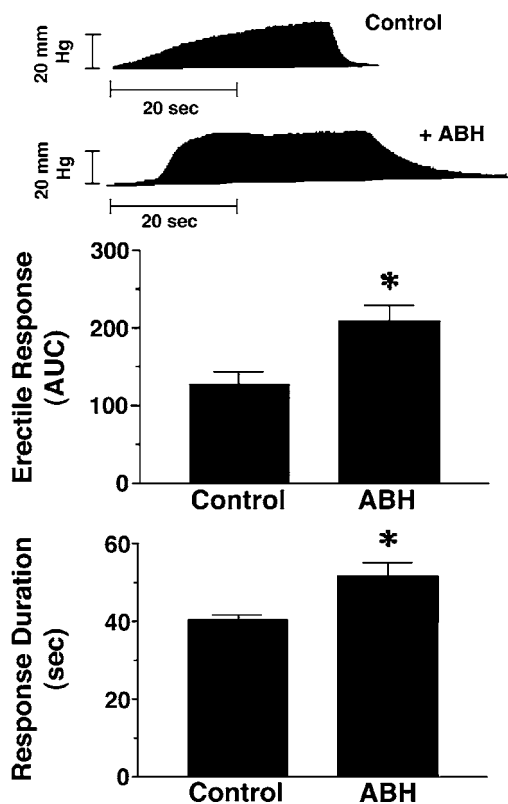 Control
20 mm
Hg
20 sec
+ ABH
20 mm
Hg
20 sec
Erectile Response
(AUC)
300
200
100
0
*
Control ABH
Response Duration
(sec)
60
40
20
0
*
Control ABH